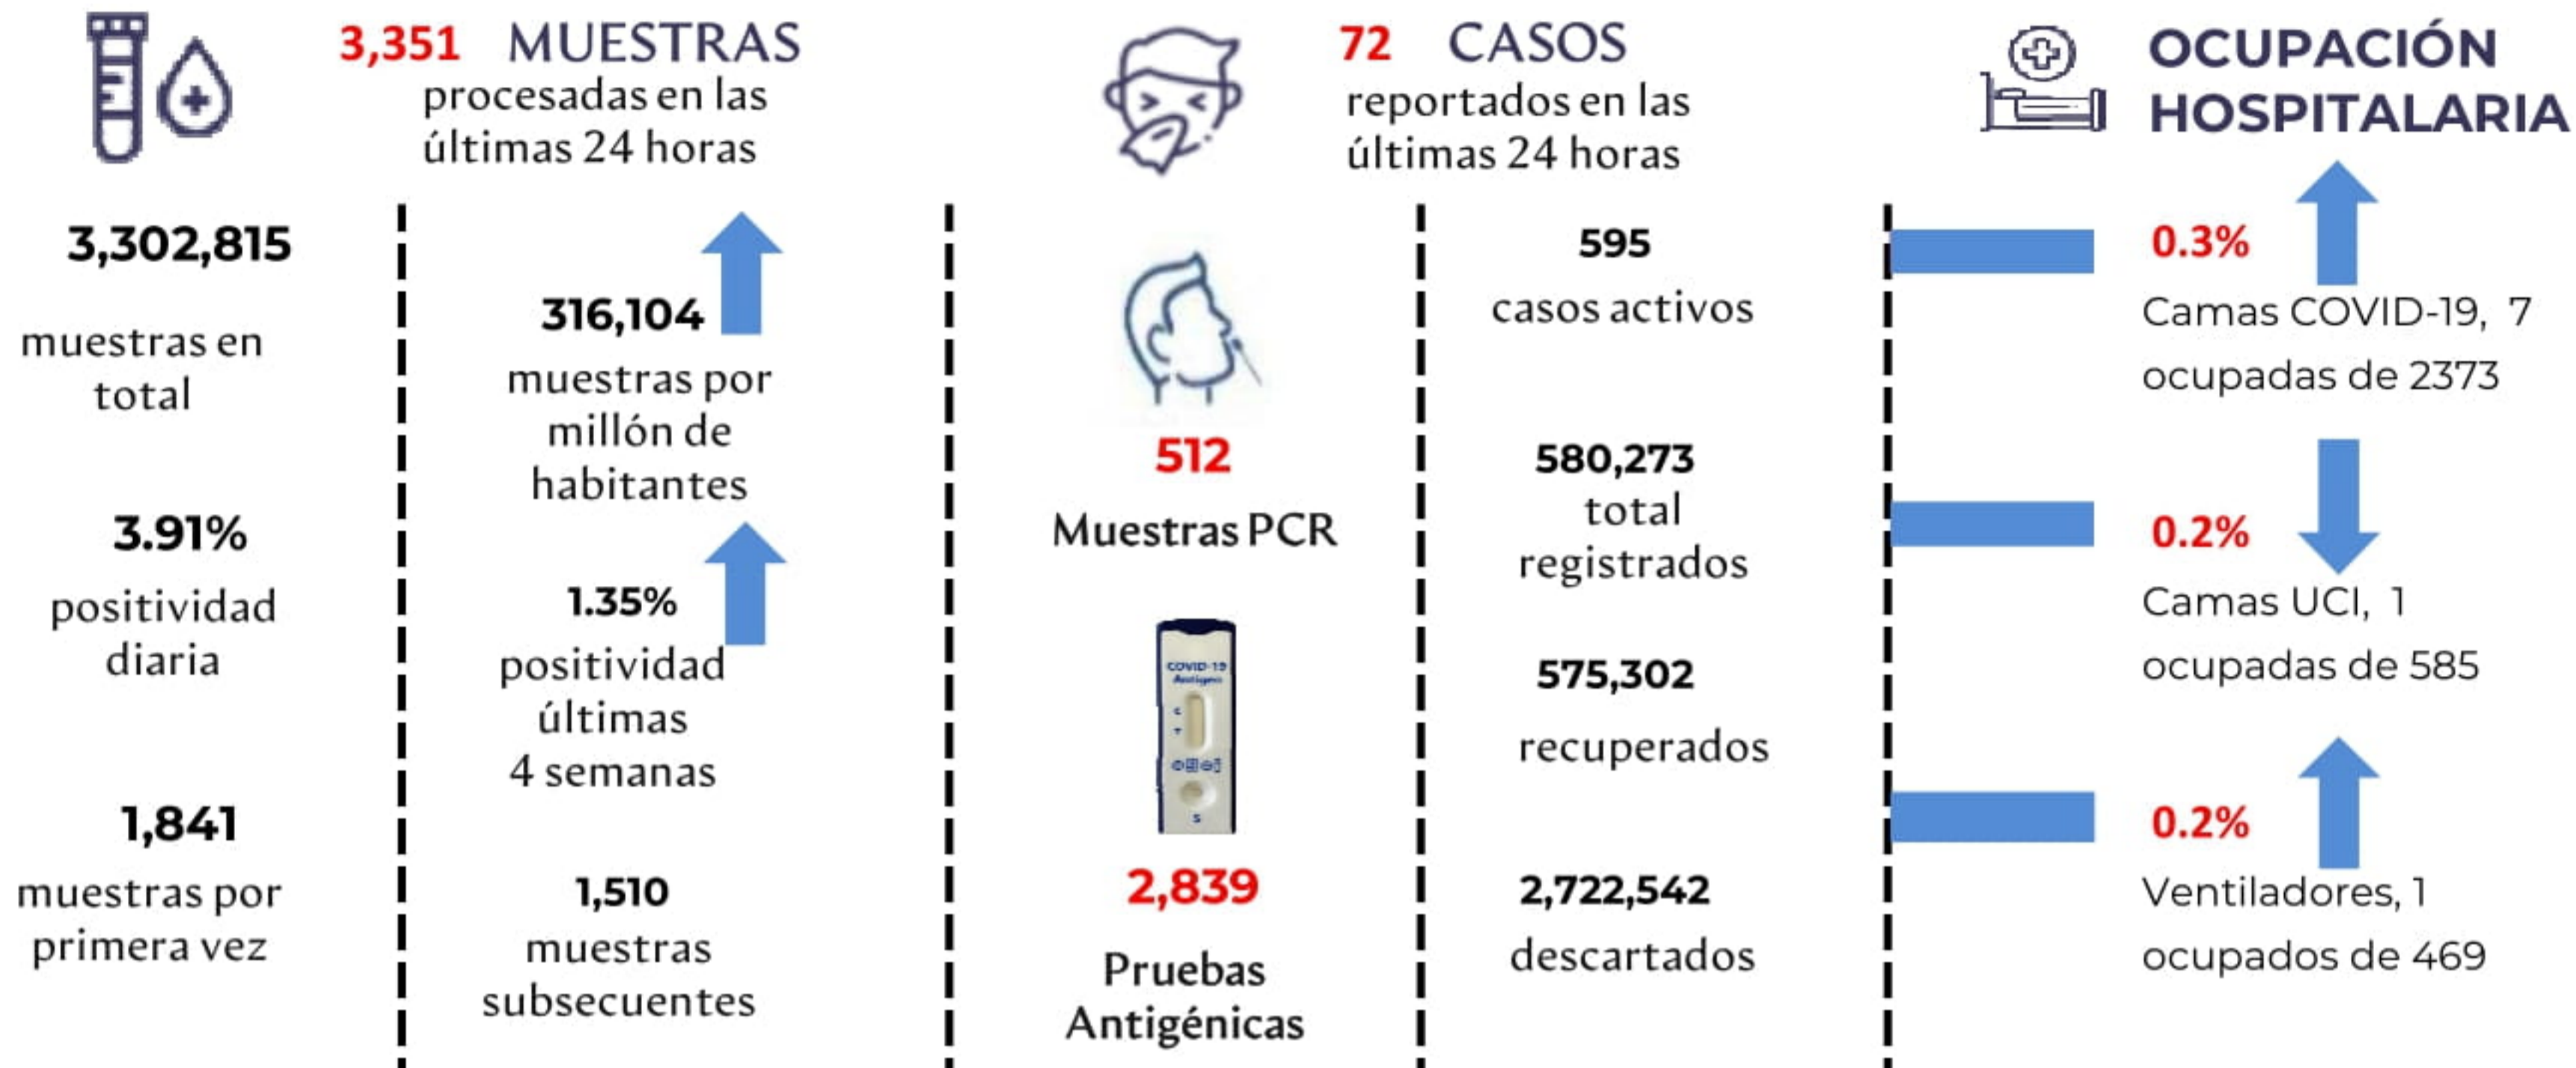 3,351 MUESTRAS
procesadas en las
últimas 24 horas
3,302,815
muestras en
total
3.91%
positividad
diaria
1,841
muestras por
primera vez
316,104
muestras por
millón de
habitantes
1.35%
positividad
últimas
4 semanas
1,510
muestras
subsecuentes
72 CASOS
reportados en las
últimas 24 horas
512
Muestras PCR
COVID-19
Antigen
C
T
S
2,839
Pruebas
Antigénicas
595
casos activos
580,273
total
registrados
575,302
recuperados
2,722,542
descartados
OCUPACIÓN
HOSPITALARIA
0.3%
Camas COVID-19, 7
ocupadas de 2373
0.2%
Camas UCI, 1
ocupadas de 585
0.2%
Ventiladores, 1
ocupados de 469